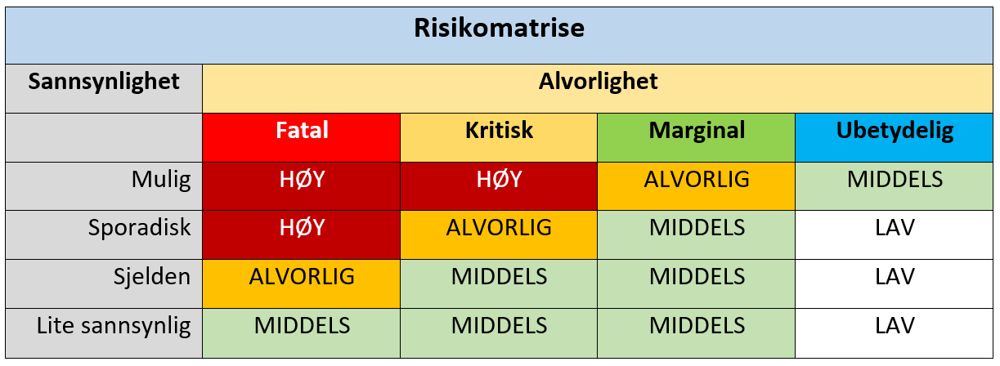 Risikomatrise
Sannsynlighet Alvorlighet
Fatal Kritisk Marginal Ubetydelig
Mulig HØY HØY ALVORLIG MIDDELS
Sporadisk HØY ALVORLIG MIDDELS LAV
Sjelden ALVORLIG MIDDELS MIDDELS LAV
Lite sannsynlig MIDDELS MIDDELS MIDDELS LAV